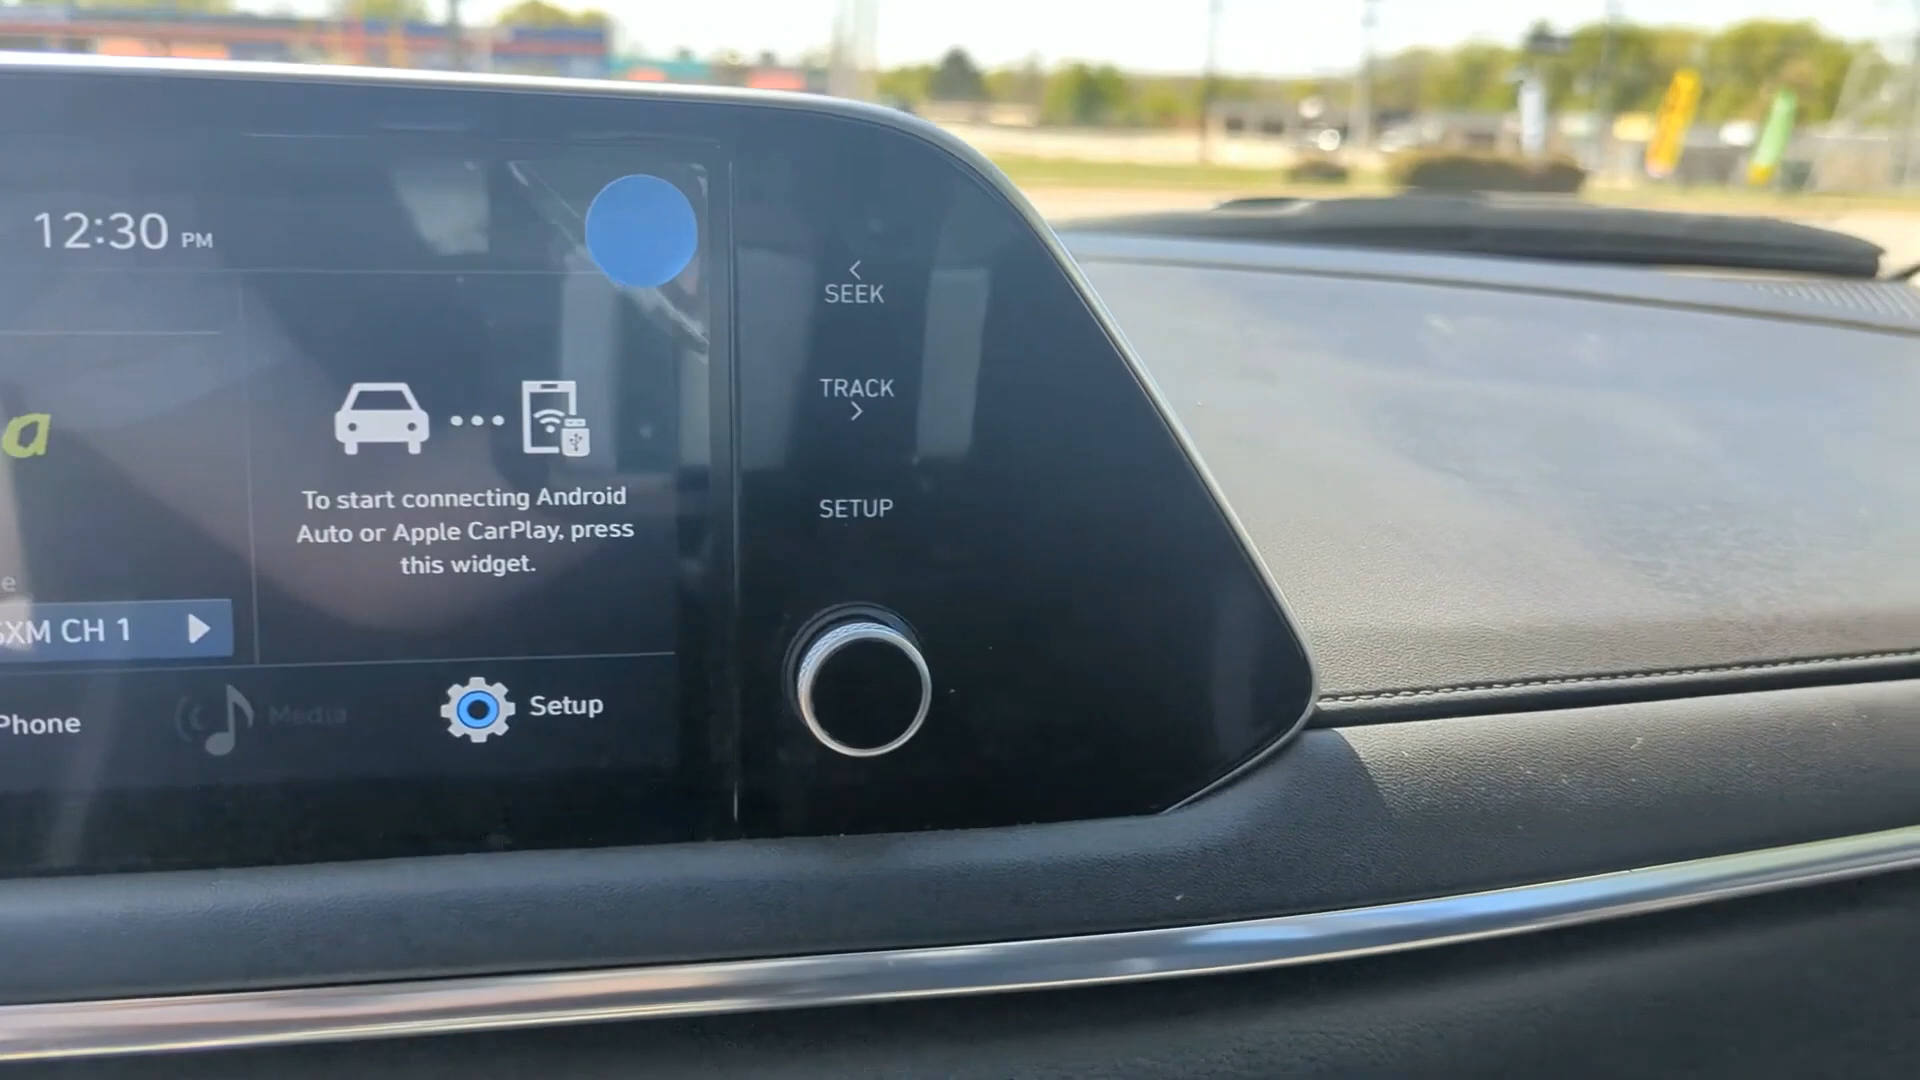 12:30 PM
a
To start connecting Android
Auto or Apple CarPlay, press
this widget.
e
SXM CH 1
Phone
Media
Setup
SEEK
TRACK
SETUP